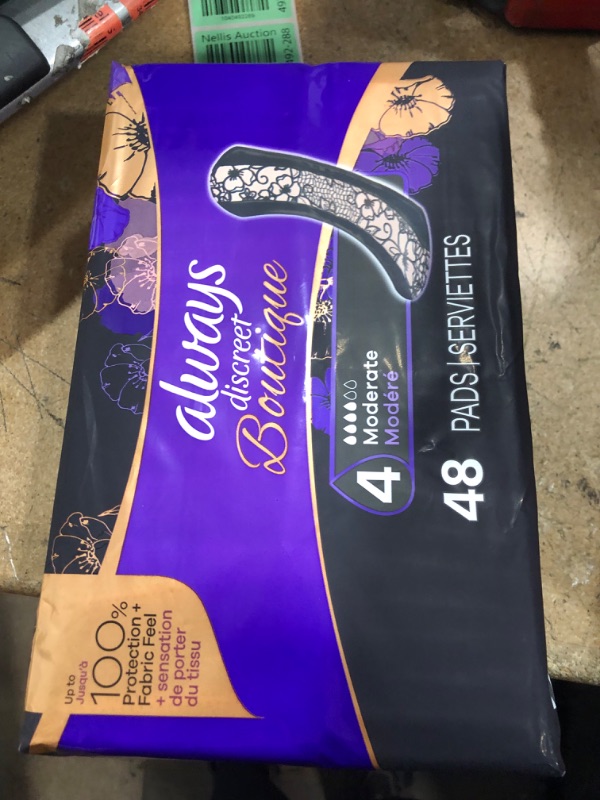 Nellis Auction
always
discreet
Boutique
4
Moderate
Modéré
48 PADS | SERVIETTES
Up to
Jusqu'à
100%
Protection +
Fabric Feel
+ sensation
de porter
du tissu